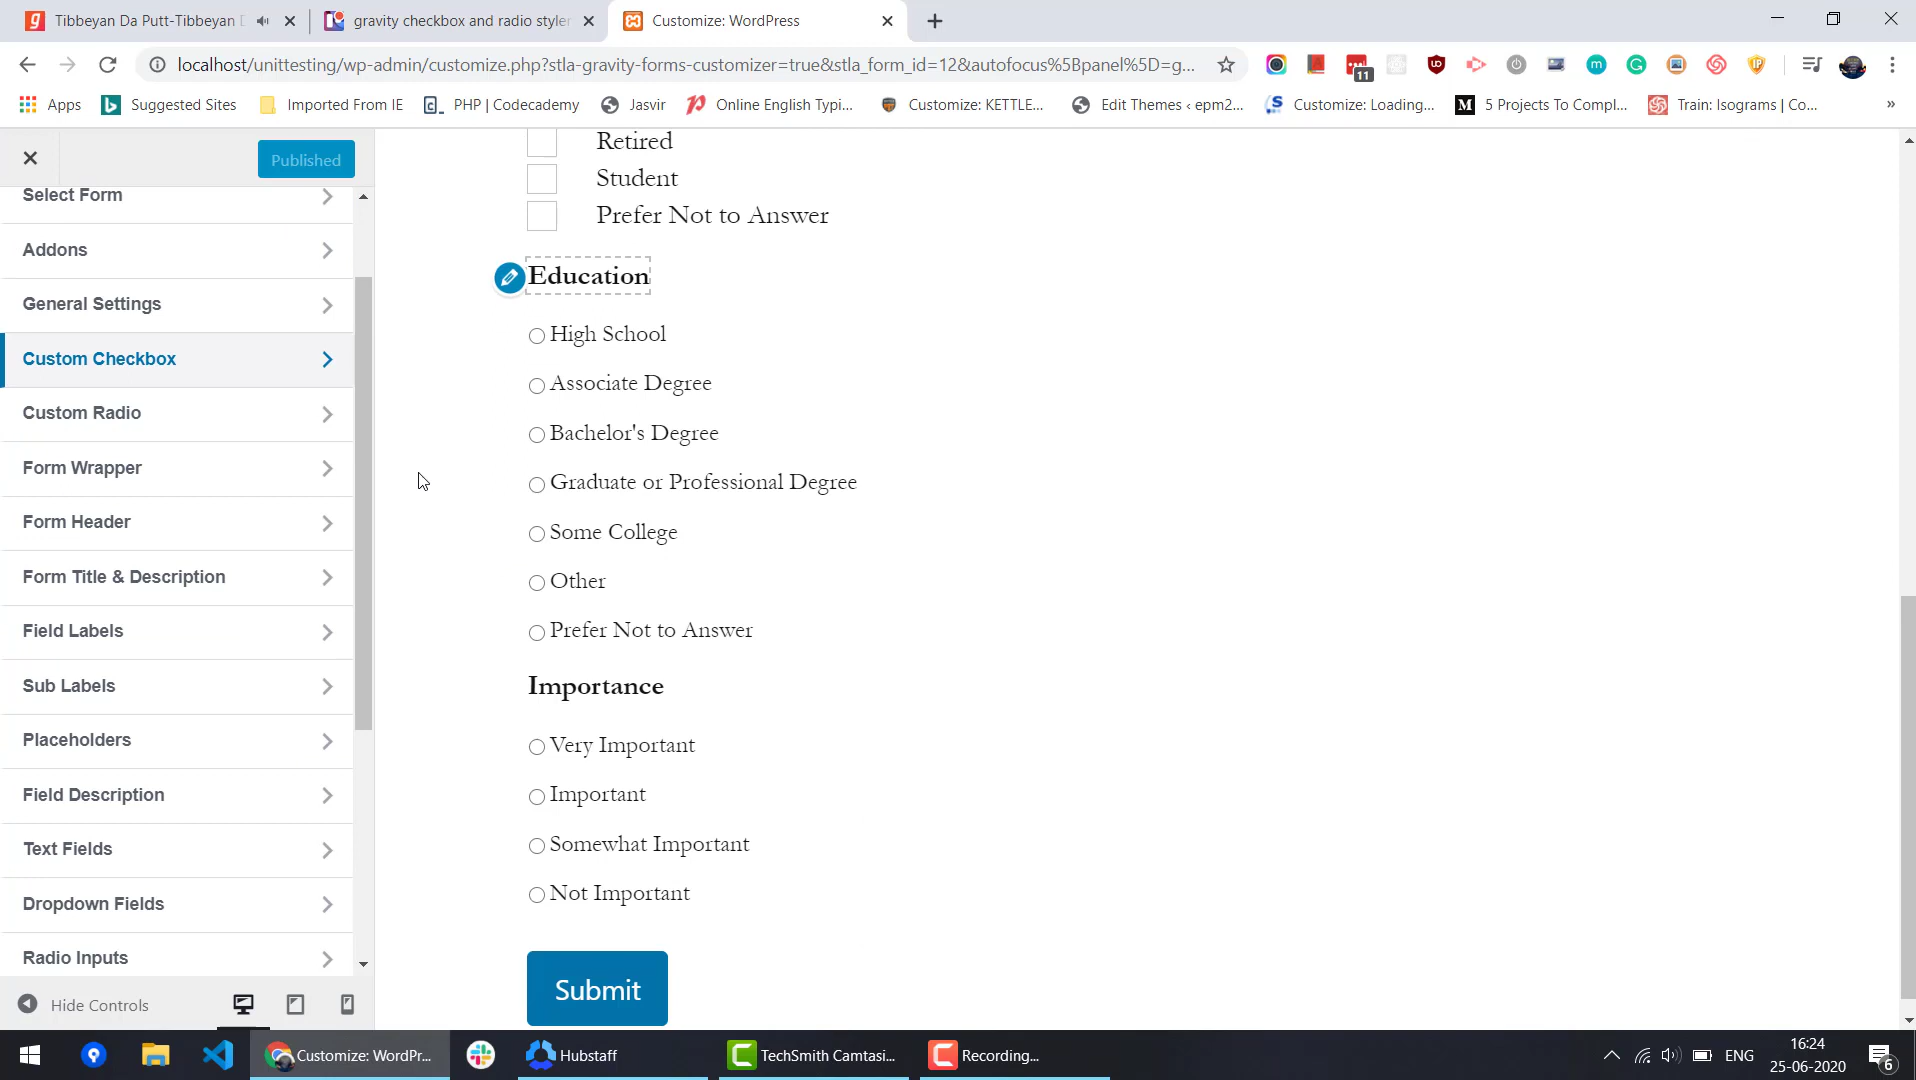 Tibbeyan Da Putt-Tibbeyan
gravity checkbox and radio styler
Customize: WordPress
localhost/unittesting/wp-admin/customize.php?stla-gravity-forms-customizer=true&stla_form_id=12&autofocus%5Bpanel%5D=g...
11
Apps
Suggested Sites
Imported From IE
PHP | Codecademy
Jasvir
Online English Typi...
Customize: KETTLE...
Edit Themes ‹ epm2...
Customize: Loading...
5 Projects To Compl...
Train: Isograms | Co...
»
Published
Select Form
Addons
General Settings
Custom Checkbox
Custom Radio
Form Wrapper
Form Header
Form Title & Description
Field Labels
Sub Labels
Placeholders
Field Description
Text Fields
Dropdown Fields
Radio Inputs
Hide Controls
Retired
Student
Prefer Not to Answer
Education
High School
Associate Degree
Bachelor's Degree
Graduate or Professional Degree
Some College
Other
Prefer Not to Answer
Importance
Very Important
Important
Somewhat Important
Not Important
Submit
Customize: WordPr...
Hubstaff
TechSmith Camtasi...
Recording...
ENG
16:24
25-06-2020
6